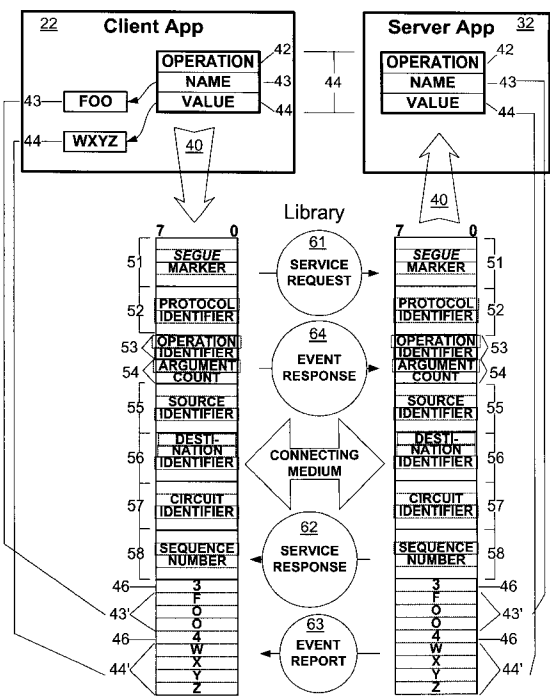 22 Client App
Server App 32
OPERATION 42
NAME 43
VALUE 44
44
OPERATION 42
NAME 43
VALUE 44
43 FOO
44 WXYZ
40
40
7 0
Library
7 0
51 SEGUE
MARKER
61
SERVICE
REQUEST
SEGUE
MARKER 51
52 PROTOCOL
IDENTIFIER
PROTOCOL
IDENTIFIER 52
53 OPERATION
IDENTIFIER
54 ARGUMENT
COUNT
64
EVENT
RESPONSE
OPERATION
IDENTIFIER 53
ARGUMENT
COUNT 54
55 SOURCE
IDENTIFIER
SOURCE
IDENTIFIER 55
56 DESTI-
NATION
IDENTIFIER
CONNECTING
MEDIUM
DESTI-
NATION
IDENTIFIER 56
57 CIRCUIT
IDENTIFIER
CIRCUIT
IDENTIFIER 57
58 SEQUENCE
NUMBER
62
SERVICE
RESPONSE
SEQUENCE
NUMBER 58
46 3
43' F
O
O
46 4
44' W
X
Y
Z
63
EVENT
REPORT
3 46
F
O 43'
O
4 46
W
X 44'
Y
Z